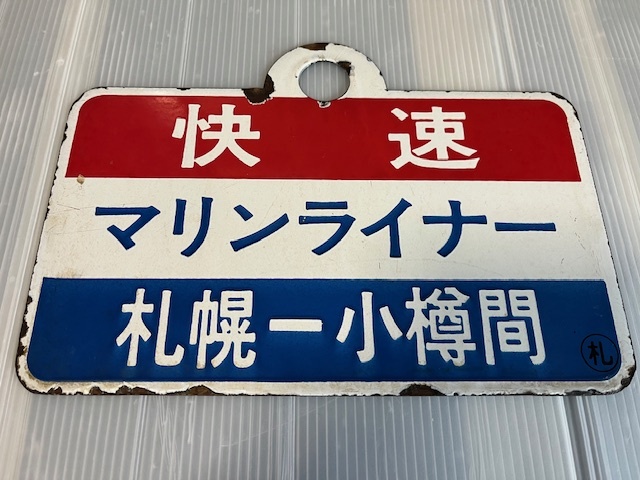 快速
マリンライナー
札幌ー小樽間
札